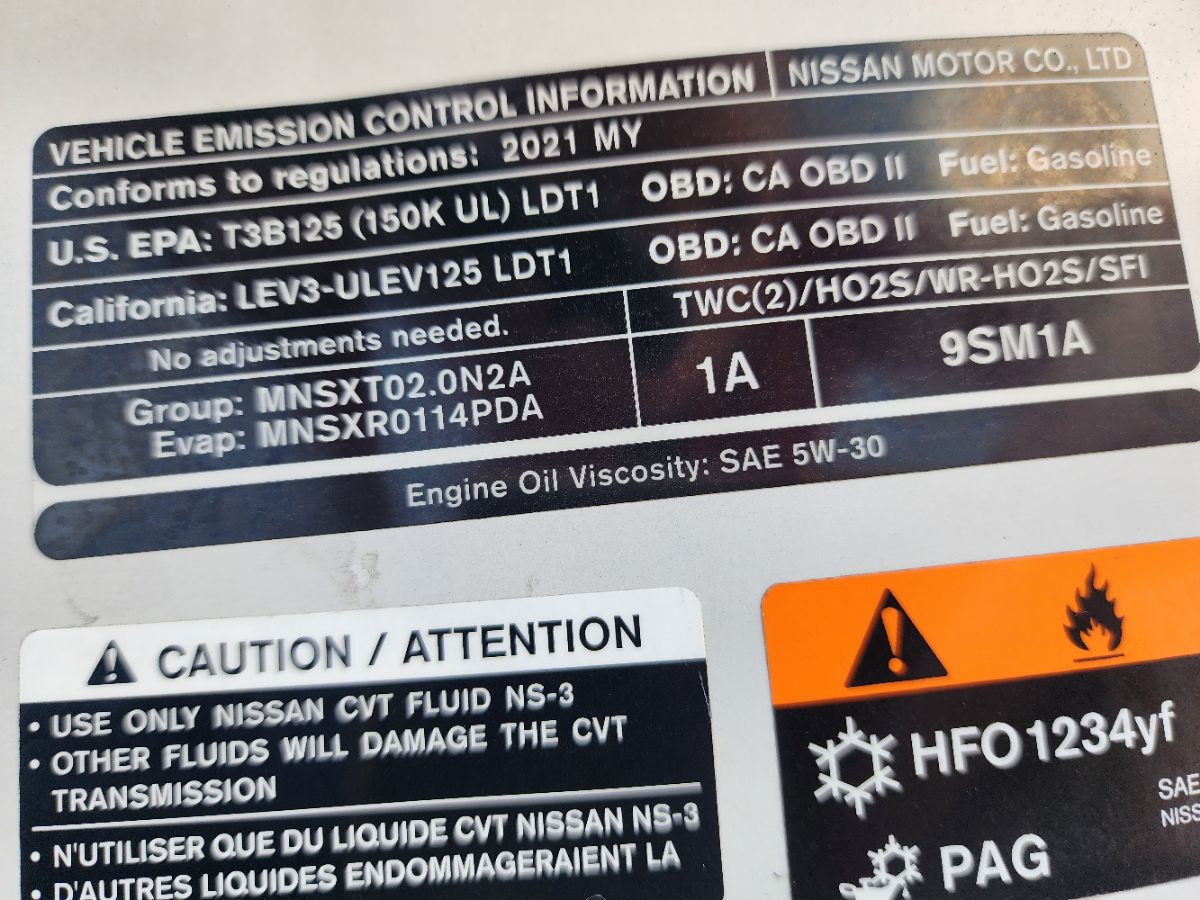 VEHICLE EMISSION CONTROL INFORMATION NISSAN MOTOR CO., LTD
Conforms to regulations: 2021 MY
U.S. EPA: T3B125 (150K UL) LDT1 OBD: CA OBD II Fuel: Gasoline
California: LEV3-ULEV125 LDT1 OBD: CA OBD II Fuel: Gasoline
No adjustments needed. TWC(2)/HO2S/WR-HO2S/SFI
Group: MNSXT02.0N2A 1A 9SM1A
Evap: MNSXR0114PDA
Engine Oil Viscosity: SAE 5W-30
CAUTION / ATTENTION
• USE ONLY NISSAN CVT FLUID NS-3
• OTHER FLUIDS WILL DAMAGE THE CVT
TRANSMISSION
• N'UTILISER QUE DU LIQUIDE CVT NISSAN NS-3
• D'AUTRES LIQUIDES ENDOMMAGERAIENT LA
HFO1234yf
SAE
NISS
PAG